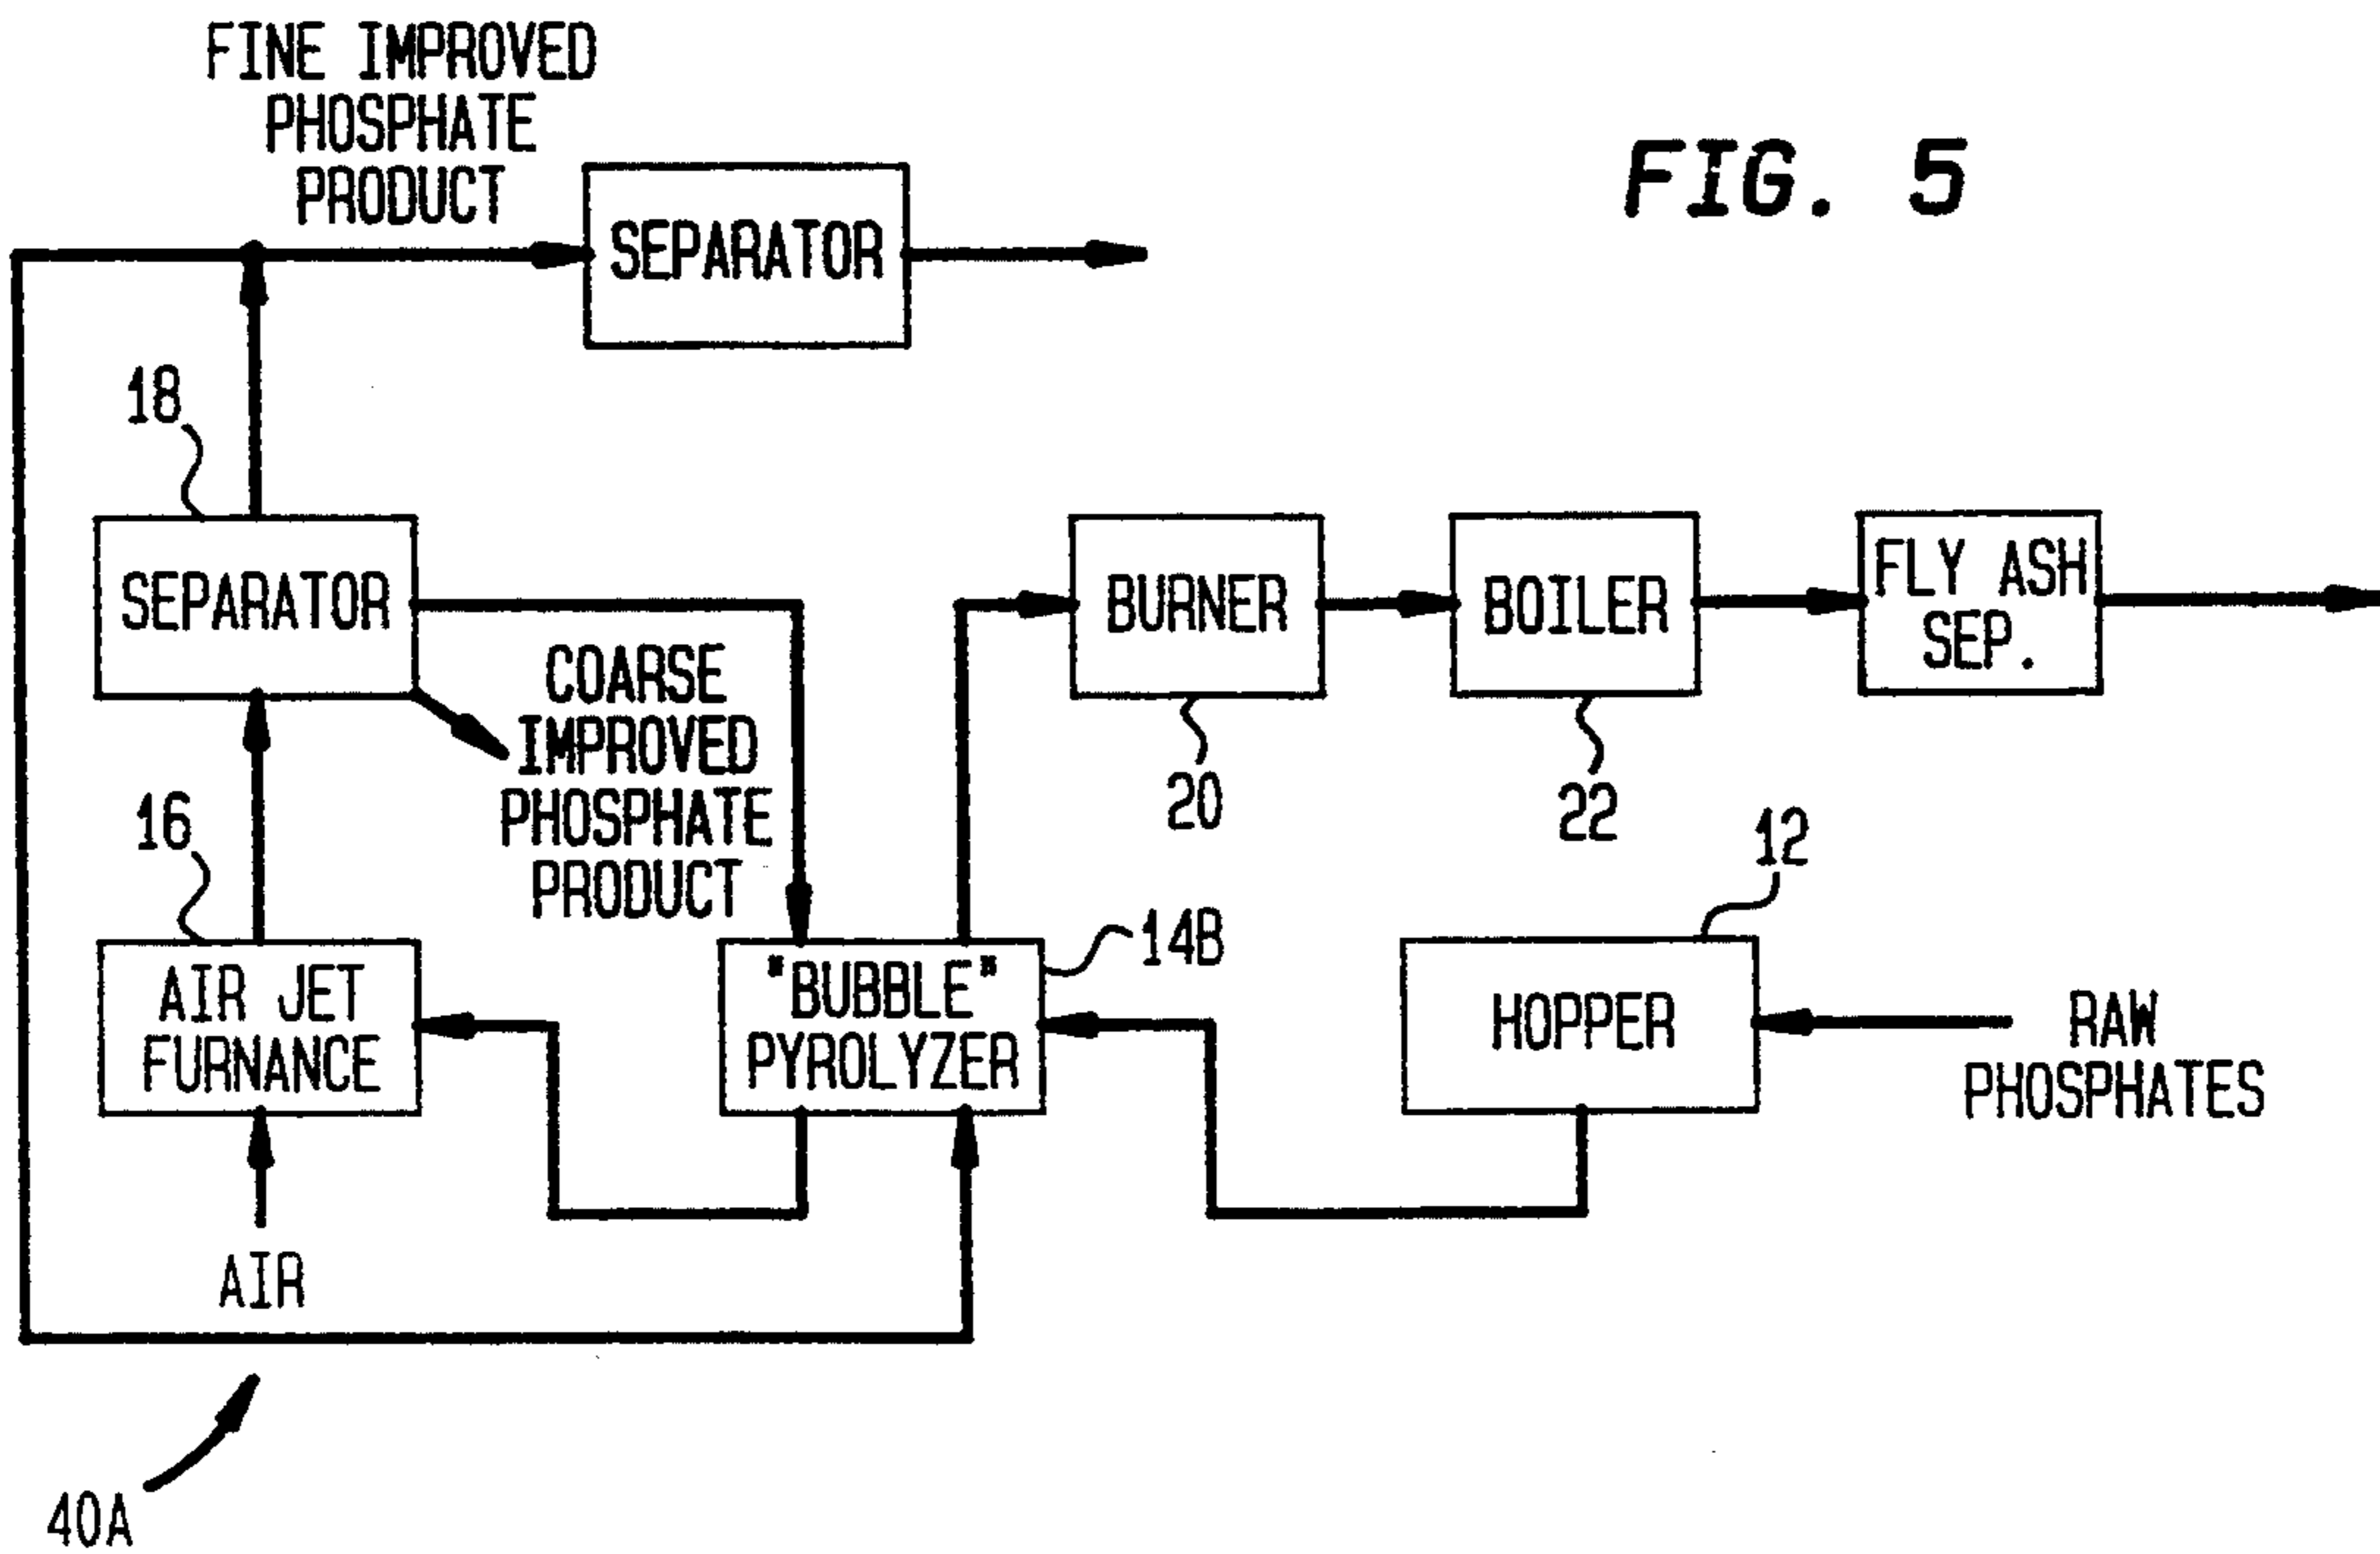 FINE IMPROVED
PHOSPHATE
PRODUCT
FIG. 5
SEPARATOR
18
SEPARATOR
BURNER
BOILER
FLY ASH
SEP.
COARSE
IMPROVED
PHOSPHATE
PRODUCT
20
22
12
16
14B
AIR JET
FURNANCE
"BUBBLE"
PYROLYZER
HOPPER
RAW
PHOSPHATES
AIR
40A